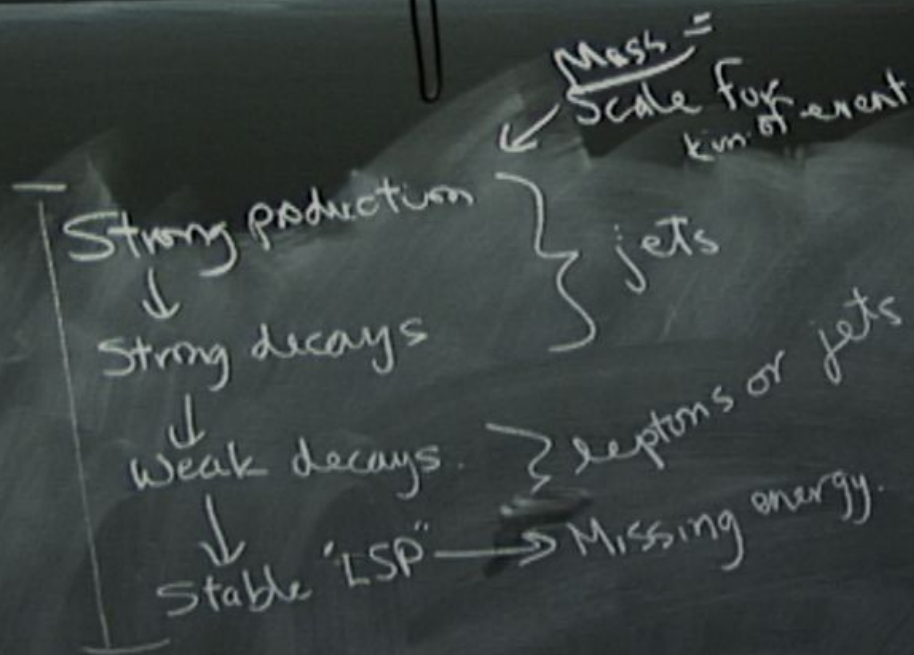 Mass =
Scale for
kin. of event
Strong production
jets
↓
Strong decays
↓
Weak decays.
leptons or jets
↓
Stable "LSP" → Missing energy.